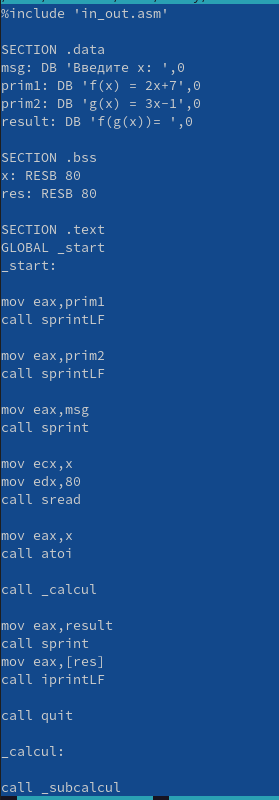 %include 'in_out.asm'
SECTION .data
msg: DB 'Введите x: ',0
prim1: DB 'f(x) = 2x+7',0
prim2: DB 'g(x) = 3x-1',0
result: DB 'f(g(x))= ',0
SECTION .bss
x: RESB 80
res: RESB 80
SECTION .text
GLOBAL _start
_start:
mov eax,prim1
call sprintLF
mov eax,prim2
call sprintLF
mov eax,msg
call sprint
mov ecx,x
mov edx,80
call sread
mov eax,x
call atoi
call _calcul
mov eax,result
call sprint
mov eax,[res]
call iprintLF
call quit
_calcul:
call _subcalcul